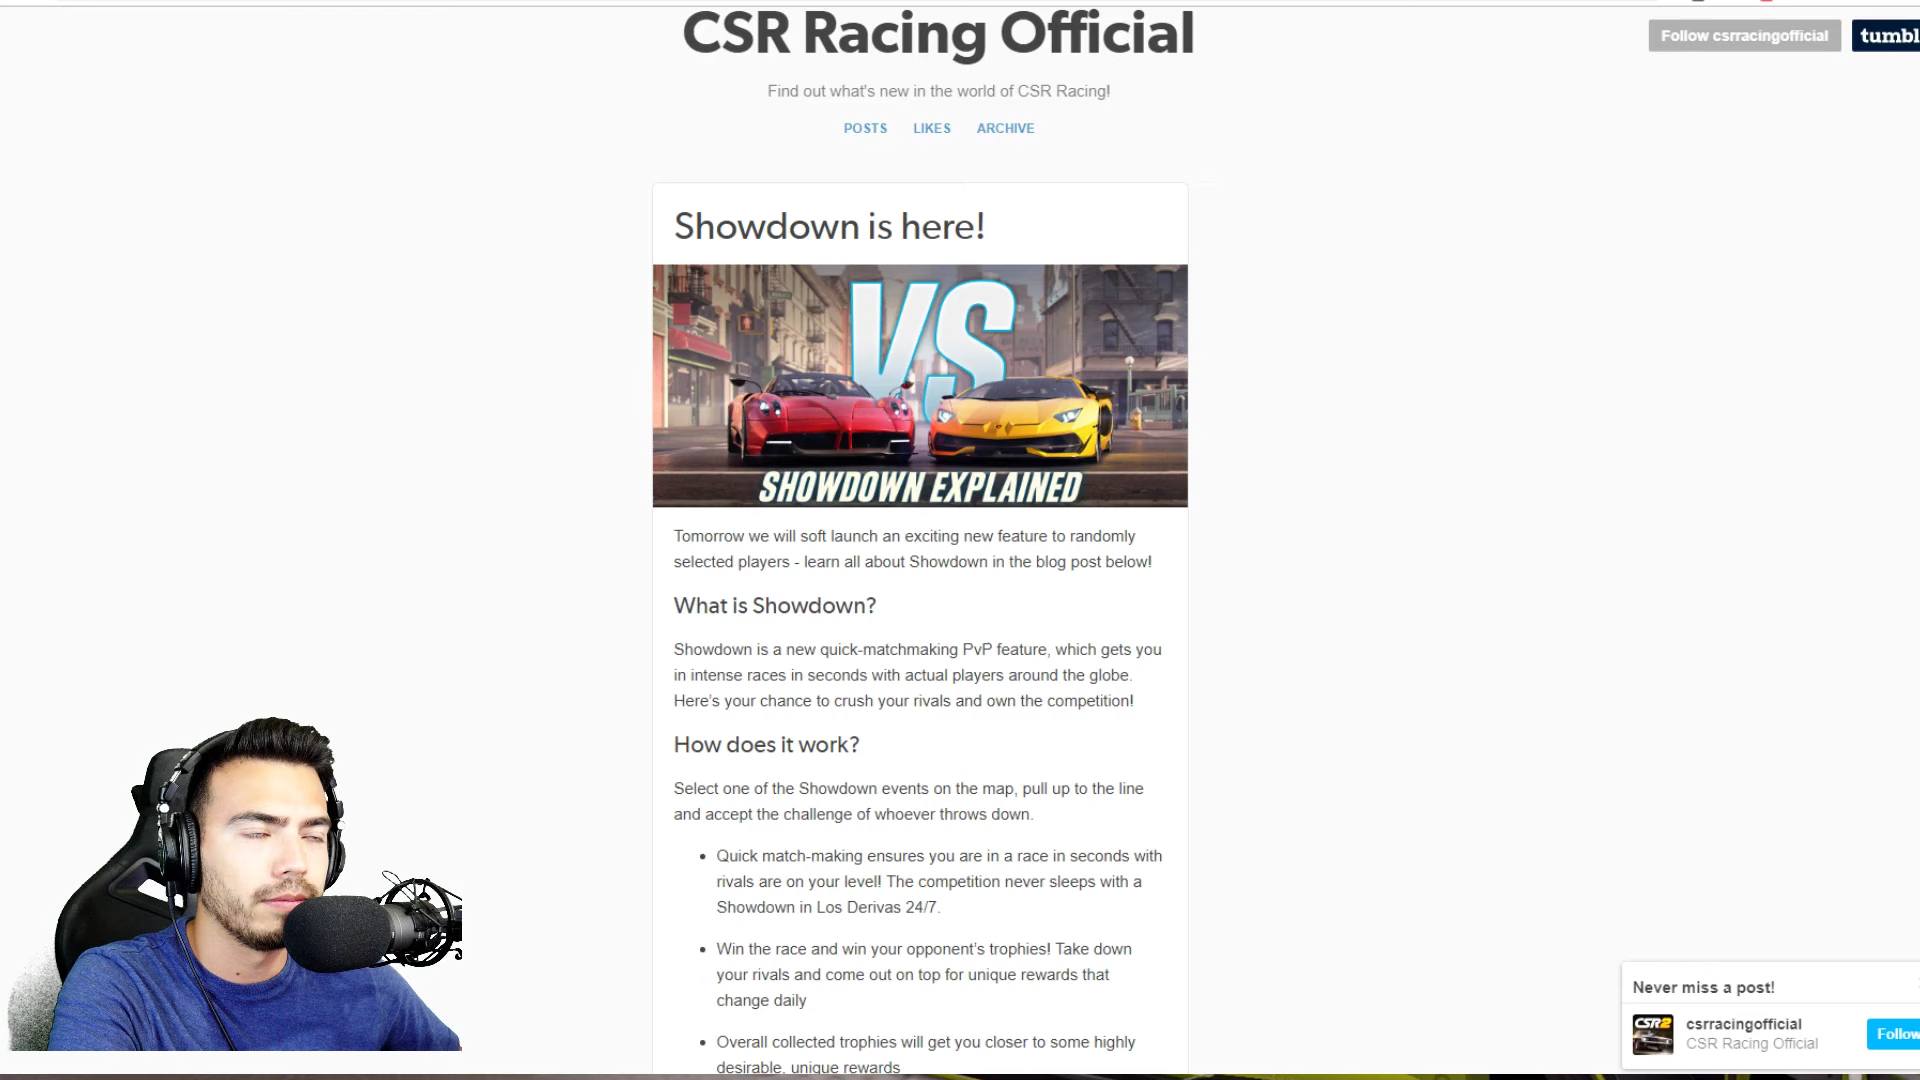 CSR Racing Official
Follow csrracingofficial
Find out what's new in the world of CSR Racing!
POSTS LIKES ARCHIVE
Showdown is here!
VS
SHOWDOWN EXPLAINED
Tomorrow we will soft launch an exciting new feature to randomly
selected players - learn all about Showdown in the blog post below!
What is Showdown?
Showdown is a new quick-matchmaking PvP feature, which gets you
in intense races in seconds with actual players around the globe.
Here's your chance to crush your rivals and own the competition!
How does it work?
Select one of the Showdown events on the map, pull up to the line
and accept the challenge of whoever throws down.
• Quick match-making ensures you are in a race in seconds with
rivals are on your level! The competition never sleeps with a
Showdown in Los Derivas 24/7.
• Win the race and win your opponent's trophies! Take down
your rivals and come out on top for unique rewards that
change daily
• Overall collected trophies will get you closer to some highly
desirable, unique rewards
Never miss a post!
CSR2
csrracingofficial
CSR Racing Official
Follow